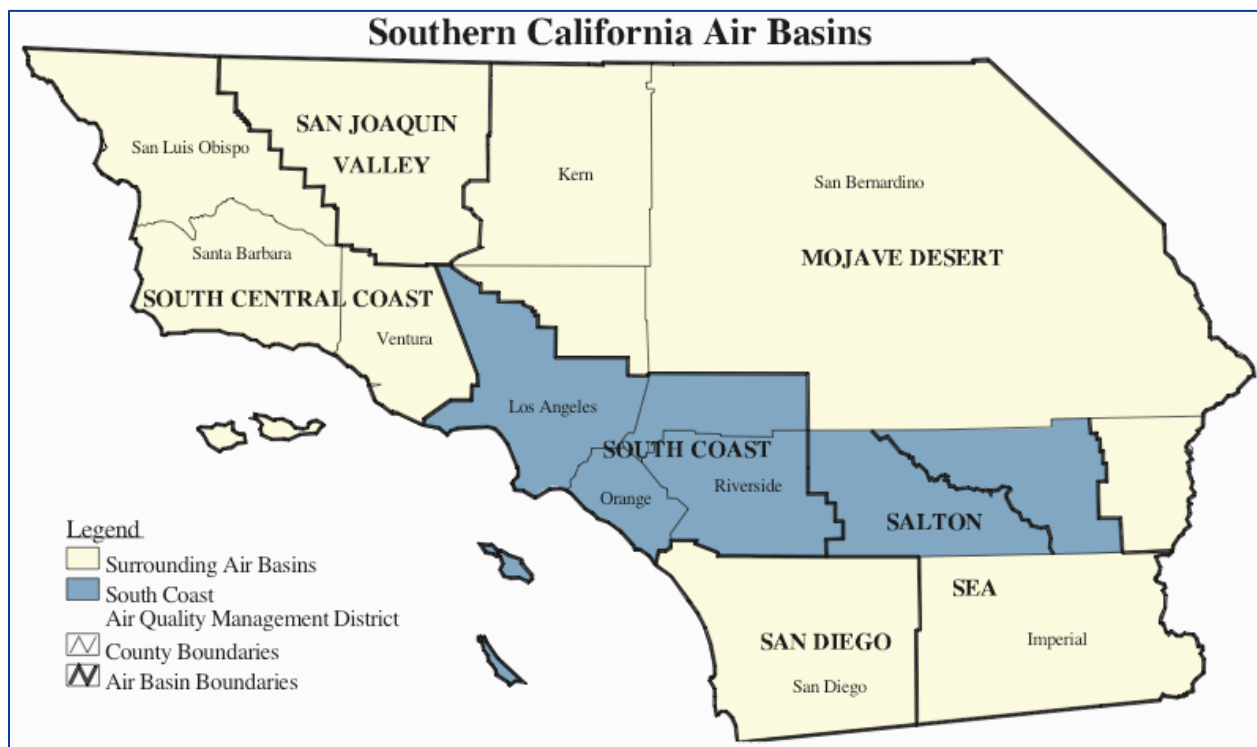 Southern California Air Basins
SAN JOAQUIN
VALLEY
San Luis Obispo
Kern
San Bernardino
Santa Barbara
MOJAVE DESERT
SOUTH CENTRAL COAST
Ventura
Los Angeles
SOUTH COAST
Orange
Riverside
SALTON
SEA
SAN DIEGO
San Diego
Imperial
Legend
Surrounding Air Basins
South Coast
Air Quality Management District
County Boundaries
Air Basin Boundaries